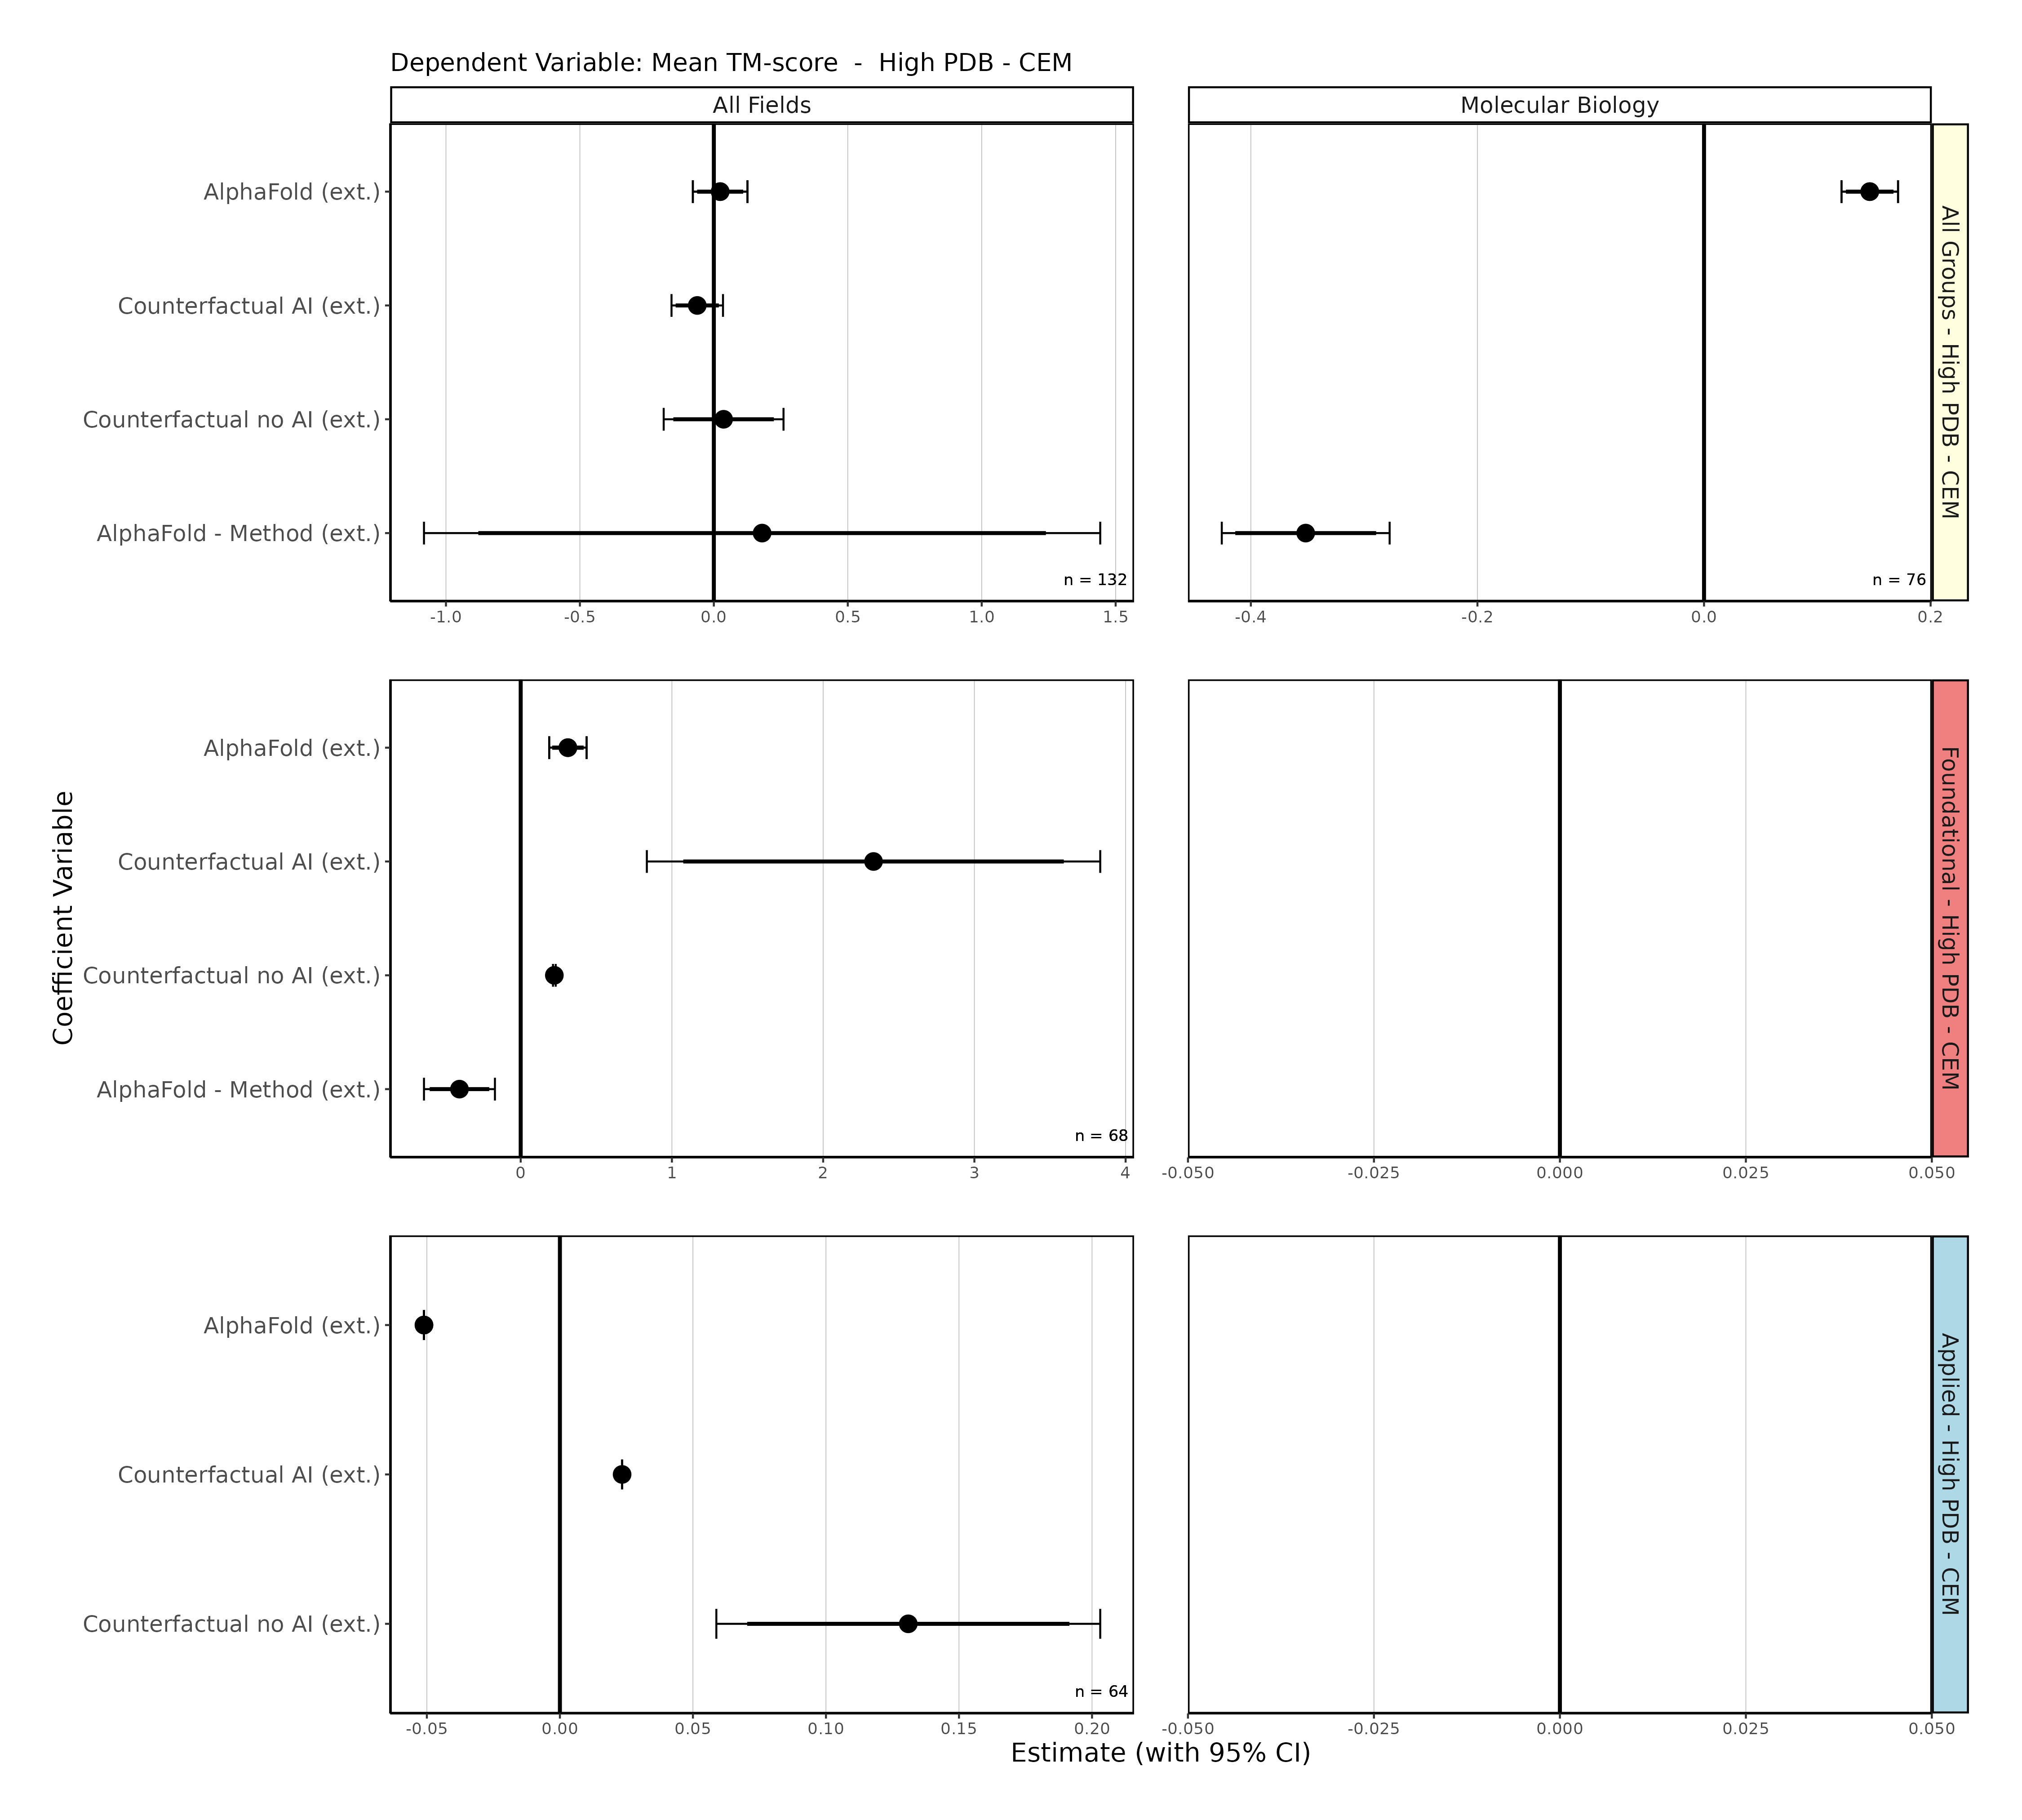 Dependent Variable: Mean TM-score - High PDB - CEM
All Fields
Molecular Biology
AlphaFold (ext.)
Counterfactual AI (ext.)
Counterfactual no AI (ext.)
AlphaFold - Method (ext.)
n = 132
-1.0 -0.5 0.0 0.5 1.0 1.5
n = 76
-0.4 -0.2 0.0 0.2
All Groups - High PDB - CEM
Coefficient Variable
AlphaFold (ext.)
Counterfactual AI (ext.)
Counterfactual no AI (ext.)
AlphaFold - Method (ext.)
n = 68
0 1 2 3 4
-0.050 -0.025 0.000 0.025 0.050
Foundational - High PDB - CEM
AlphaFold (ext.)
Counterfactual AI (ext.)
Counterfactual no AI (ext.)
n = 64
-0.05 0.00 0.05 0.10 0.15 0.20
-0.050 -0.025 0.000 0.025 0.050
Applied - High PDB - CEM
Estimate (with 95% CI)